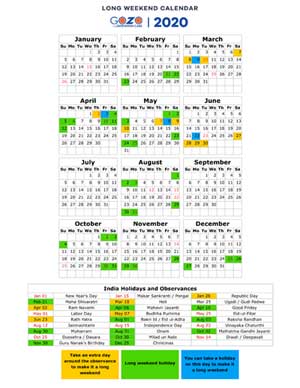 LONG WEEKEND CALENDAR
GOZO | 2020
January February March
Su Mo Tu We Th Fr Sa Su Mo Tu We Th Fr Sa Su Mo Tu We Th Fr Sa
1 2 3 4 1 1 2 3 4 5 6 7
5 6 7 8 9 10 11 2 3 4 5 6 7 8 8 9 10 11 12 13 14
12 13 14 15 16 17 18 9 10 11 12 13 14 15 15 16 17 18 19 20 21
19 20 21 22 23 24 25 16 17 18 19 20 21 22 22 23 24 25 26 27 28
26 27 28 29 30 31 23 24 25 26 27 28 29 29 30 31
April May June
Su Mo Tu We Th Fr Sa Su Mo Tu We Th Fr Sa Su Mo Tu We Th Fr Sa
1 2 3 4 1 2 1 2 3 4 5 6
5 6 7 8 9 10 11 3 4 5 6 7 8 9 7 8 9 10 11 12 13
12 13 14 15 16 17 18 10 11 12 13 14 15 16 14 15 16 17 18 19 20
19 20 21 22 23 24 25 17 18 19 20 21 22 23 21 22 23 24 25 26 27
26 27 28 29 30 24 25 26 27 28 29 30 28 29 30
31
July August September
Su Mo Tu We Th Fr Sa Su Mo Tu We Th Fr Sa Su Mo Tu We Th Fr Sa
1 2 3 4 1 1 2 3 4 5
5 6 7 8 9 10 11 2 3 4 5 6 7 8 6 7 8 9 10 11 12
12 13 14 15 16 17 18 9 10 11 12 13 14 15 13 14 15 16 17 18 19
19 20 21 22 23 24 25 16 17 18 19 20 21 22 20 21 22 23 24 25 26
26 27 28 29 30 31 23 24 25 26 27 28 29 27 28 29 30
30 31
October November December
Su Mo Tu We Th Fr Sa Su Mo Tu We Th Fr Sa Su Mo Tu We Th Fr Sa
1 2 3 1 2 3 4 5 6 7 1 2 3 4 5
4 5 6 7 8 9 10 8 9 10 11 12 13 14 6 7 8 9 10 11 12
11 12 13 14 15 16 17 15 16 17 18 19 20 21 13 14 15 16 17 18 19
18 19 20 21 22 23 24 22 23 24 25 26 27 28 20 21 22 23 24 25 26
25 26 27 28 29 30 31 29 30 27 28 29 30 31
India Holidays and Observances
Jan 01 New Year's Day Jan 15 Makar Sankranti / Pongal Jan 26 Republic Day
Feb 21 Maha Shivaratri Mar 10 Holi Mar 25 Ugadi / Gudi Padwa
Apr 02 Ram Navami Apr 06 Mahavir Jayanti Apr 10 Good Friday
May 01 Labor Day May 07 Buddha Purnima May 24 Eid-ul-Fitar
Jun 23 Rath Yatra Aug 01 Bakri Id / Eid ul-Adha Aug 03 Raksha Bandhan
Aug 12 Janmashtami Aug 15 Independence Day Aug 22 Vinayaka Chaturthi
Aug 30 Muharram Aug 31 Onam Oct 02 Mathatma Gandhi Jayanti
Oct 25 Dussehra / Dasara Oct 30 Milad un Nabi Nov 14 Diwali / Deepavali
Nov 30 Guru Nanak's Birthday Dec 25 Christmas
Take an extra day around the observance to make it a long weekend
Long weekend holiday
You can take a holiday on this day to make it a long weekend